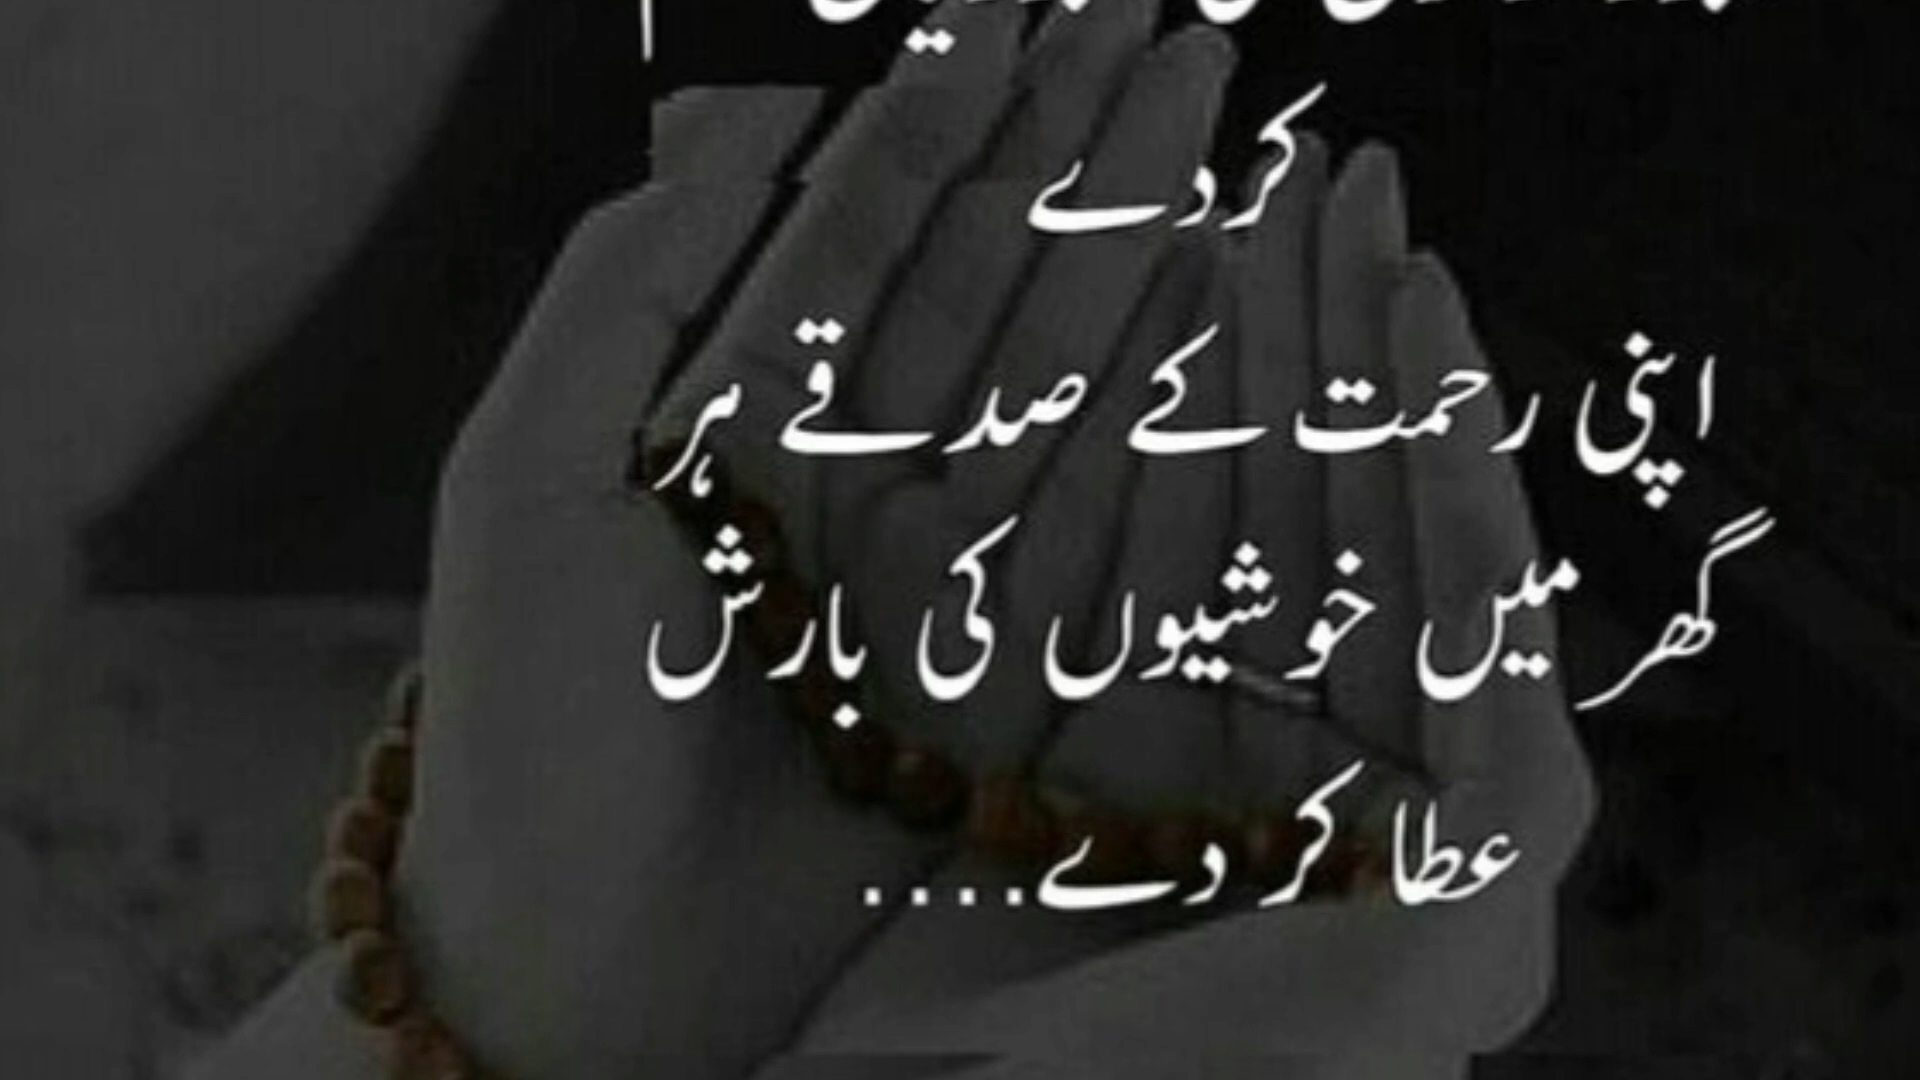 کر دے
اپنی رحمت کے صدقے ہر
گھر میں خوشیوں کی بارش
عطا کر دے....